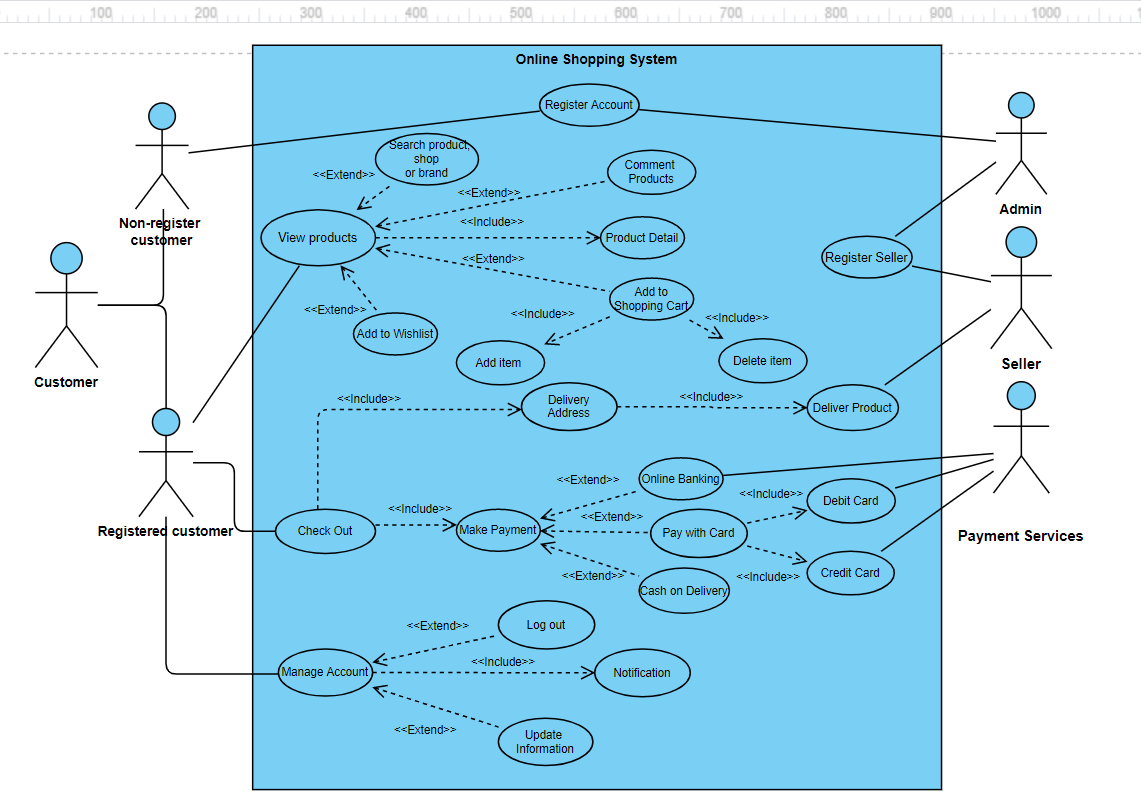 100 200 300 400 500 600 700 800 900 1000
Online Shopping System
Register Account
Search product,
shop
or brand
<<Extend>>
Comment
Products
<<Extend>>
Non-register
customer
Admin
<<Include>>
View products
Product Detail
Register Seller
<<Extend>>
Add to
Shopping Cart
<<Extend>>
<<Include>>
<<Include>>
Add to Wishlist
Add item
Delete item
Seller
Customer
<<Include>>
Delivery
Address
<<Include>>
Deliver Product
<<Extend>>
Online Banking
<<Include>>
Debit Card
<<Include>>
<<Extend>>
Registered customer
Check Out
Make Payment
Pay with Card
Payment Services
<<Extend>>
<<Include>>
Credit Card
Cash on Delivery
<<Extend>>
Log out
<<Include>>
Manage Account
Notification
<<Extend>>
Update
Information